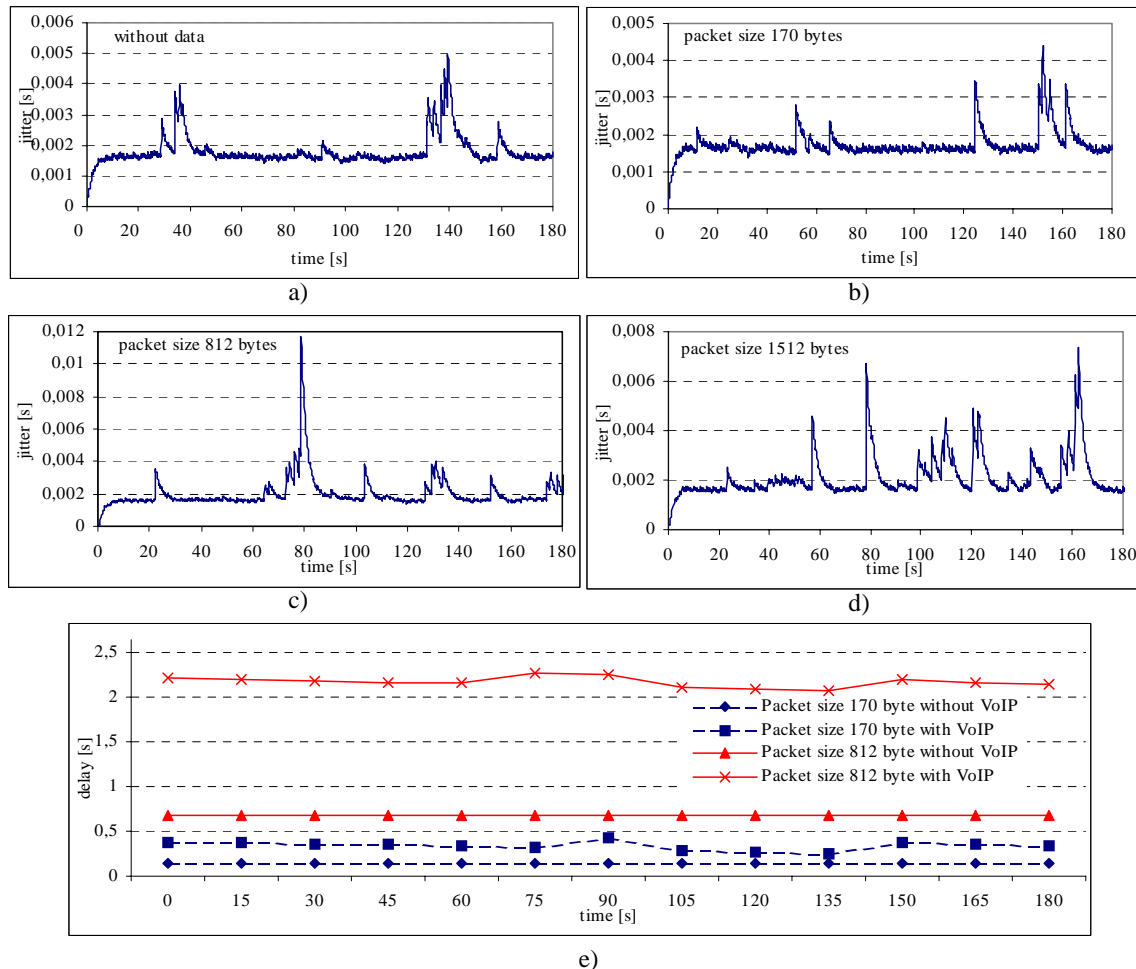 0,006
0,005
0,004
0,003
0,002
0,001
0
jitter [s]
without data
0 20 40 60 80 100 120 140 160 180
time [s]
a)
0,005
0,004
0,003
0,002
0,001
0
jitter [s]
packet size 170 bytes
0 20 40 60 80 100 120 140 160 180
time [s]
b)
0,012
0,01
0,008
0,006
0,004
0,002
0
jitter [s]
packet size 812 bytes
0 20 40 60 80 100 120 140 160 180
time [s]
c)
0,008
0,006
0,004
0,002
0
jitter [s]
packet size 1512 bytes
0 20 40 60 80 100 120 140 160 180
time [s]
d)
2,5
2
1,5
1
0,5
0
delay [s]
Packet size 170 byte without VoIP
Packet size 170 byte with VoIP
Packet size 812 byte without VoIP
Packet size 812 byte with VoIP
0 15 30 45 60 75 90 105 120 135 150 165 180
time [s]
e)